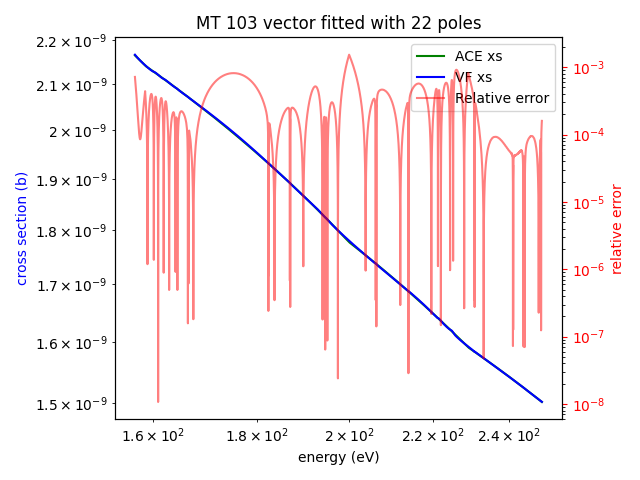 MT 103 vector fitted with 22 poles
ACE xs
VF xs
Relative error
cross section (b)
2.2 × 10⁻⁹
2.1 × 10⁻⁹
2 × 10⁻⁹
1.9 × 10⁻⁹
1.8 × 10⁻⁹
1.7 × 10⁻⁹
1.6 × 10⁻⁹
1.5 × 10⁻⁹
10⁻³
10⁻⁴
10⁻⁵
10⁻⁶
10⁻⁷
10⁻⁸
relative error
1.6 × 10² 1.8 × 10² 2 × 10² 2.2 × 10² 2.4 × 10²
energy (eV)